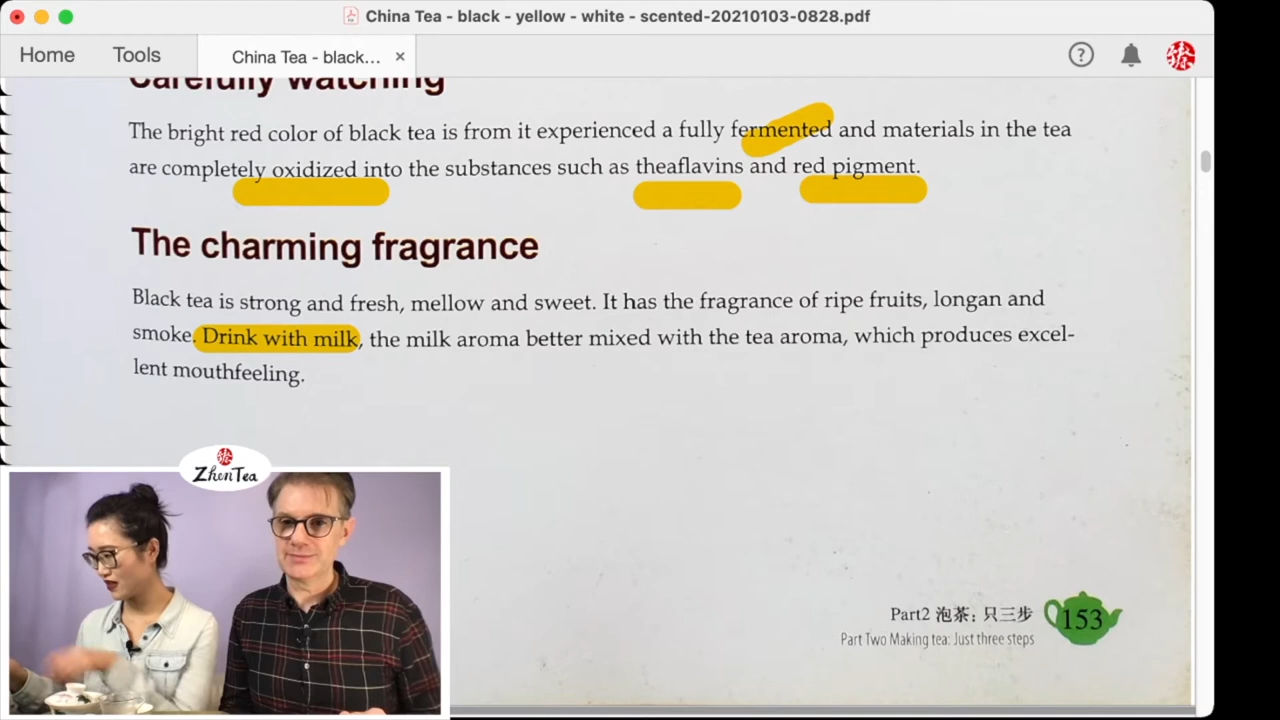 China Tea - black - yellow - white - scented-20210103-0828.pdf
Home Tools China Tea - black... ×
Carefully watching
The bright red color of black tea is from it experienced a fully fermented and materials in the tea
are completely oxidized into the substances such as theaflavins and red pigment.
The charming fragrance
Black tea is strong and fresh, mellow and sweet. It has the fragrance of ripe fruits, longan and
smoke. Drink with milk, the milk aroma better mixed with the tea aroma, which produces excel-
lent mouthfeeling.
ZhenTea
Part2 泡茶：只三步
Part Two Making tea: Just three steps
153